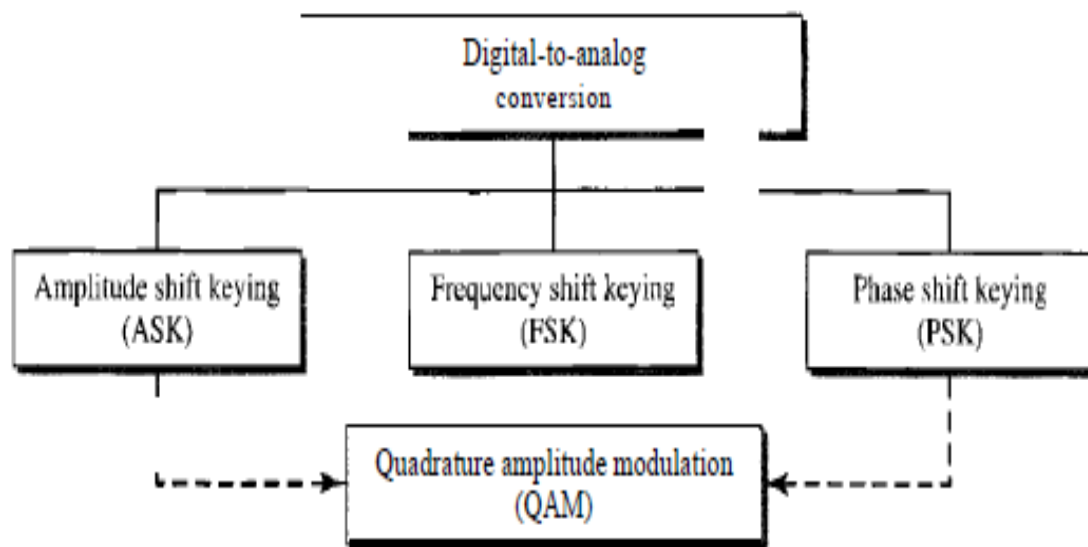 Digital-to-analog
conversion
Amplitude shift keying
(ASK)
Frequency shift keying
(FSK)
Phase shift keying
(PSK)
Quadrature amplitude modulation
(QAM)